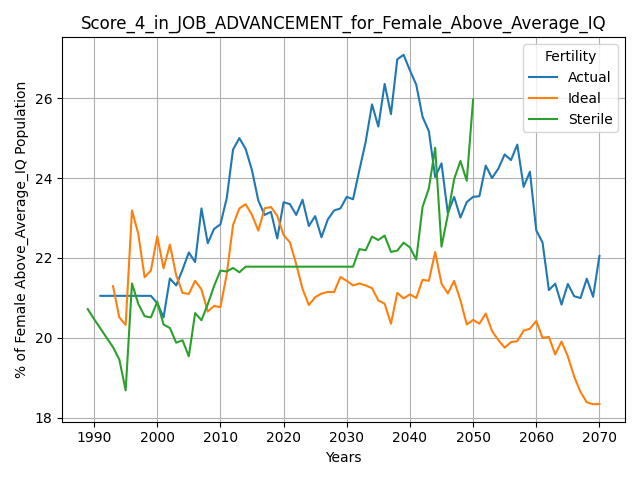 Score_4_in_JOB_ADVANCEMENT_for_Female_Above_Average_IQ
% of Female Above_Average_IQ Population
26
24
22
20
18
Fertility
Actual
Ideal
Sterile
1990 2000 2010 2020 2030 2040 2050 2060 2070
Years